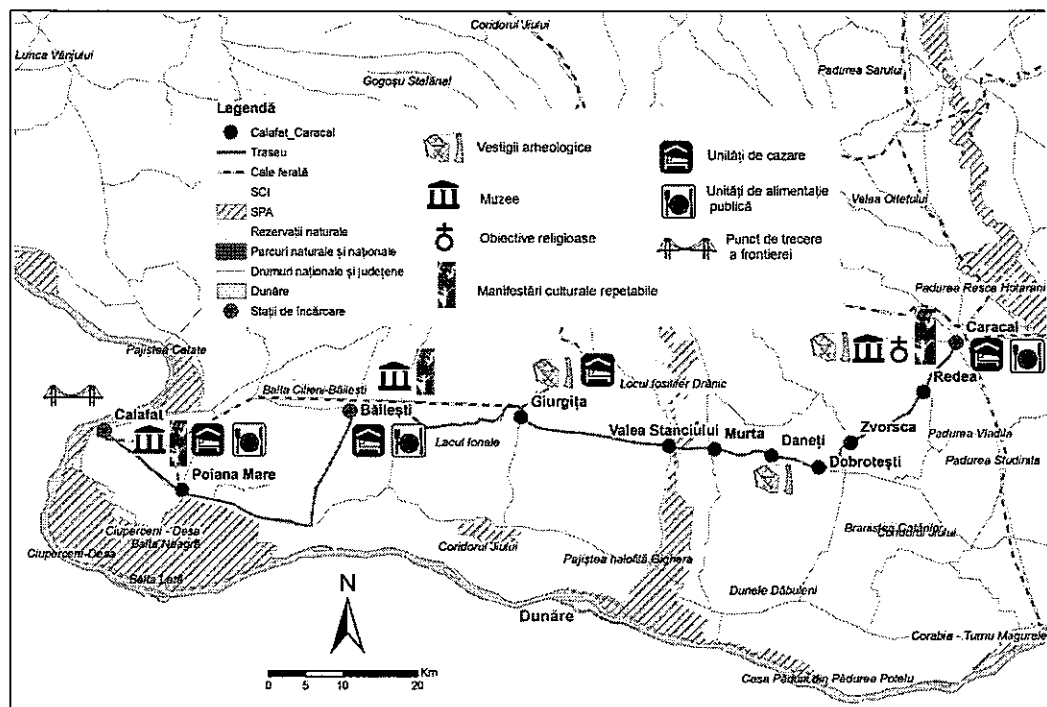 Lunca Vânjului
Coridorul Jiului
Gogoșu Ștefănel
Padurea Sarului
Legendă
Calafat_Caracal
Traseu
Cale ferată
SCI
SPA
Rezervații naturale
Parcuri naturale și naționale
Drumuri naționale și județene
Dunăre
Stații de încărcare
Vestigii arheologice
Muzee
Obiective religioase
Manifestări culturale repetabile
Unități de cazare
Unități de alimentație
publică
Punct de trecere
a frontierei
Valea Oltețului
Padurea Resca Hotarani
Pajiștea Cetate
Balta Cilieni-Băilești
Locul fosilifer Drănic
Caracal
Redea
Calafat
Băilești
Giurgița
Lacul Ionele
Valea Stanciului
Murta
Daneți
Zvorsca
Dobrotești
Padurea Vladila
Padurea Studinita
Poiana Mare
Ciuperceni - Desa
Balta Neagră
Ciuperceni-Desa
Balta Lată
Coridorul Jiului
Pajiștea halofilă Gighera
Coridorul Jiului
Dunele Dăbuleni
Dunăre
Corabia - Turnu Magurele
Casa Pădurii din Pădurea Potelu
N
Km
0 5 10 20